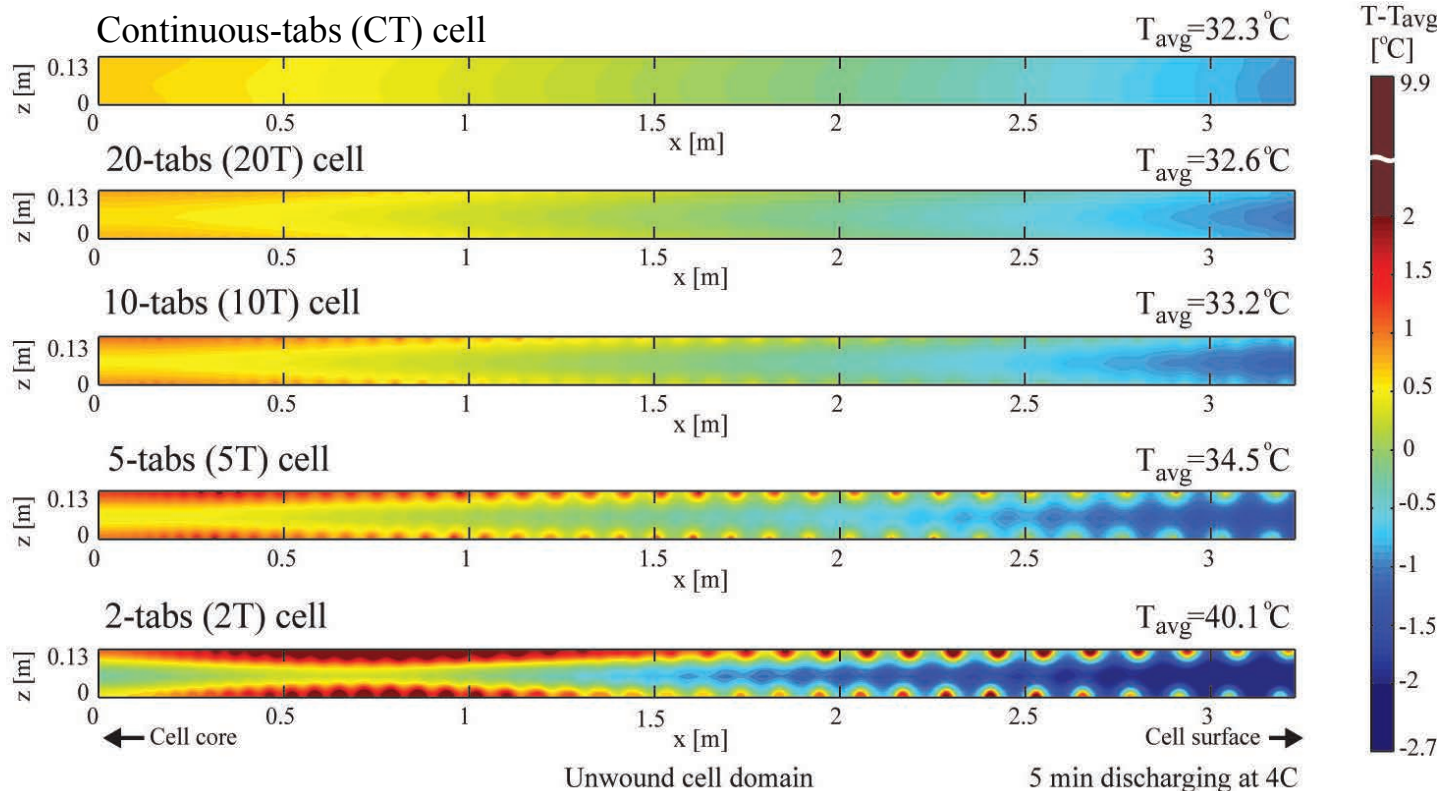 Continuous-tabs (CT) cell
Tavg=32.3°C
z [m]
0.13
0
0 0.5 1 1.5 2 2.5 3
x [m]
20-tabs (20T) cell
Tavg=32.6°C
z [m]
0.13
0
0 0.5 1 1.5 2 2.5 3
x [m]
10-tabs (10T) cell
Tavg=33.2°C
z [m]
0.13
0
0 0.5 1 1.5 2 2.5 3
x [m]
5-tabs (5T) cell
Tavg=34.5°C
z [m]
0.13
0
0 0.5 1 1.5 2 2.5 3
x [m]
2-tabs (2T) cell
Tavg=40.1°C
z [m]
0.13
0
0 0.5 1 1.5 2 2.5 3
Cell core
x [m]
Cell surface
Unwound cell domain
5 min discharging at 4C
T-Tavg
[°C]
9.9
2
1.5
1
0.5
0
-0.5
-1
-1.5
-2
-2.7